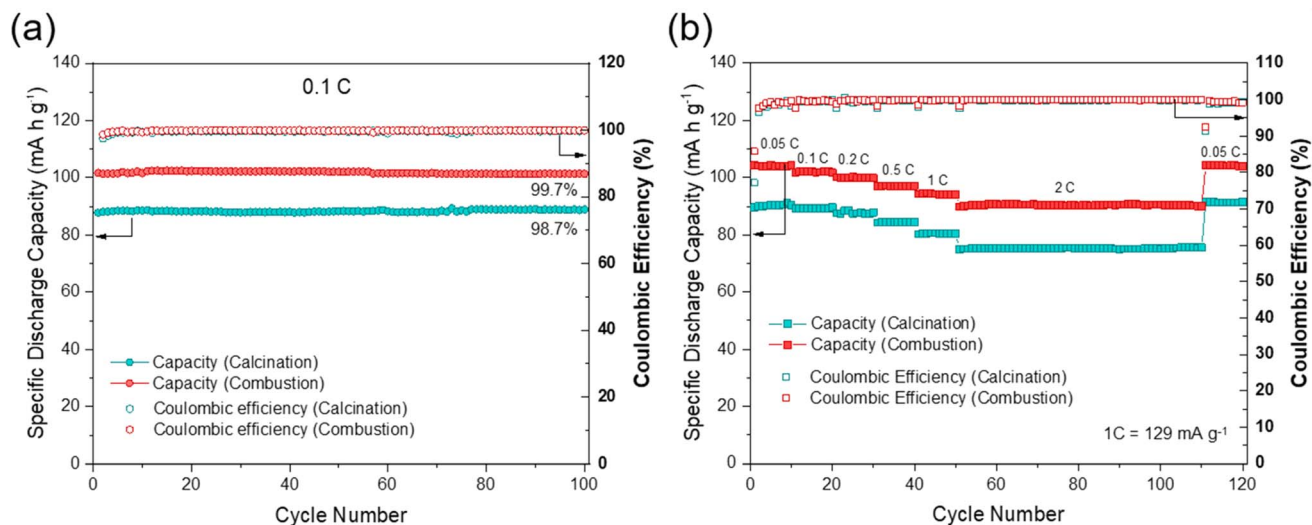 (a)
140
120
100
80
60
40
20
0
Specific Discharge Capacity (mA h g-1)
0.1 C
99.7%
98.7%
Capacity (Calcination)
Capacity (Combustion)
Coulombic efficiency (Calcination)
Coulombic efficiency (Combustion)
120
100
80
60
40
20
0
Coulombic Efficiency (%)
0 20 40 60 80 100
Cycle Number
(b)
140
120
100
80
60
40
20
0
Specific Discharge Capacity (mA h g-1)
0.05 C
0.1 C
0.2 C
0.5 C
1 C
2 C
0.05 C
Capacity (Calcination)
Capacity (Combustion)
Coulombic Efficiency (Calcination)
Coulombic Efficiency (Combustion)
1C = 129 mA g-1
110
100
90
80
70
60
50
40
30
20
10
0
Coulombic Efficiency (%)
0 20 40 60 80 100 120
Cycle Number